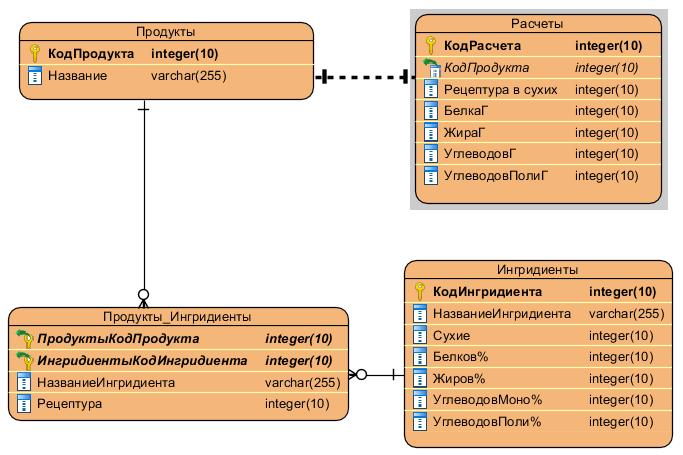 Продукты
КодПродукта integer(10)
Название varchar(255)
Расчеты
КодРасчета integer(10)
КодПродукта integer(10)
Рецептура в сухих integer(10)
БелкаГ integer(10)
ЖираГ integer(10)
УглеводовГ integer(10)
УглеводовПолиГ integer(10)
Продукты_Ингридиенты
ПродуктыКодПродукта integer(10)
ИнгридиентыКодИнгридиента integer(10)
НазваниеИнгридиента varchar(255)
Рецептура integer(10)
Ингридиенты
КодИнгридиента integer(10)
НазваниеИнгридиента varchar(255)
Сухие integer(10)
Белков% integer(10)
Жиров% integer(10)
УглеводовМоно% integer(10)
УглеводовПоли% integer(10)